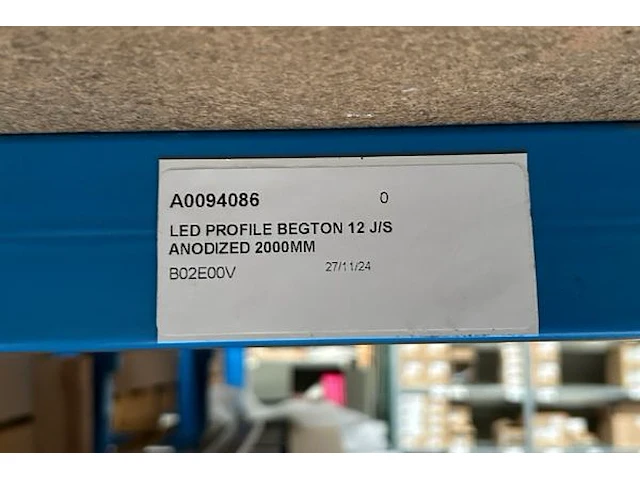 A0094086 0
LED PROFILE BEGTON 12 J/S
ANODIZED 2000MM
B02E00V 27/11/24